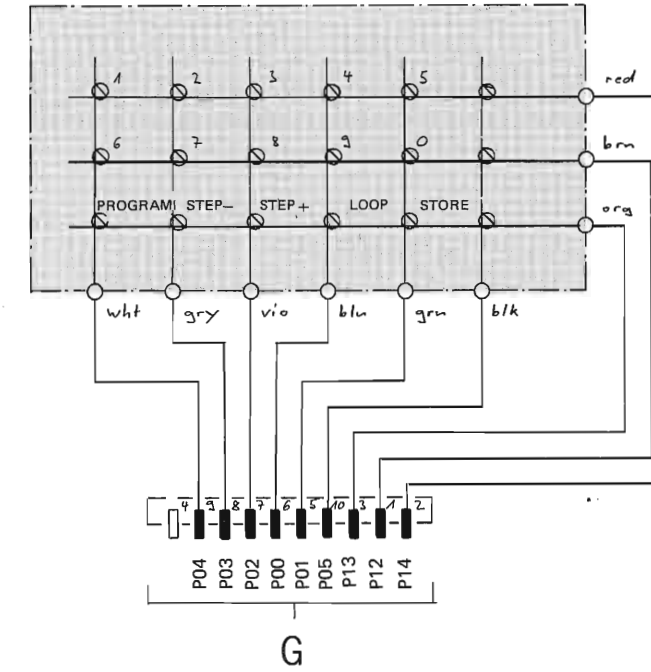 1 2 3 4 5
red
6 7 8 9 0
brn
PROGRAM STEP- STEP+ LOOP STORE
org
wht gry vio blu grn blk
4 9 8 7 6 5 10 3 1 2
P04 P03 P02 P00 P01 P05 P13 P12 P14
G